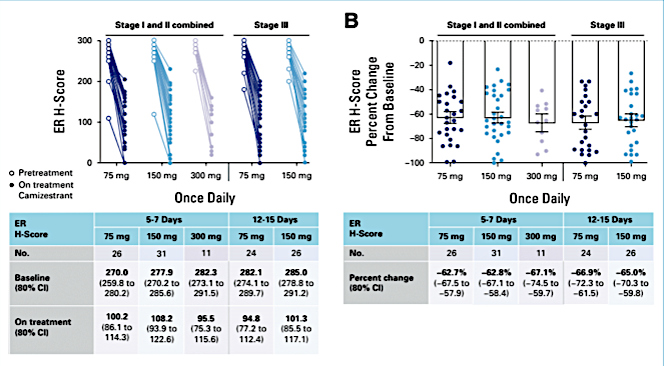 Stage I and II combined
Stage III
ER H-Score
300
200
100
0
75 mg
150 mg
300 mg
75 mg
150 mg
Pretreatment
On treatment
Camizestrant
Once Daily
ER
H-Score
5-7 Days
12-15 Days
75 mg
150 mg
300 mg
75 mg
150 mg
No.
26
31
11
24
26
Baseline
(80% CI)
270.0
(259.8 to
280.2)
277.9
(270.2 to
285.6)
282.3
(273.1 to
291.5)
282.1
(274.1 to
289.7)
285.0
(278.8 to
291.2)
On treatment
(80% CI)
100.2
(86.1 to
114.3)
108.2
(93.9 to
122.6)
95.5
(75.3 to
115.6)
94.8
(77.2 to
112.4)
101.3
(85.5 to
117.1)
B
Stage I and II combined
Stage III
ER H-Score
Percent Change
From Baseline
0
−20
−40
−60
−80
−100
75 mg
150 mg
300 mg
75 mg
150 mg
Once Daily
ER
H-Score
5-7 Days
12-15 Days
75 mg
150 mg
300 mg
75 mg
150 mg
No.
26
31
11
24
26
Percent change
(80% CI)
−62.7%
(−67.5 to
−57.9)
−62.8%
(−67.1 to
−58.4)
−67.1%
(−74.5 to
−59.7)
−66.9%
(−72.3 to
−61.5)
−65.0%
(−70.3 to
−59.8)